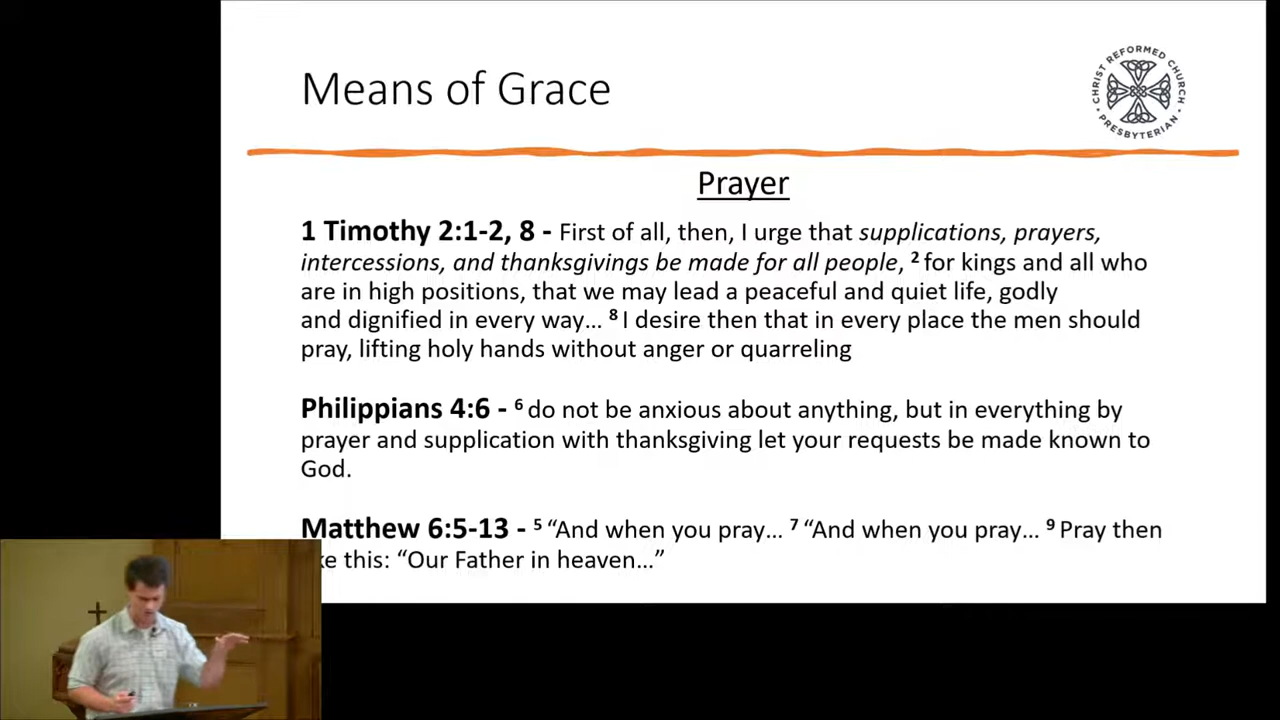 Means of Grace
CHRIST REFORMED CHURCH
• PRESBYTERIAN •
Prayer
1 Timothy 2:1-2, 8 - First of all, then, I urge that supplications, prayers,
intercessions, and thanksgivings be made for all people, 2 for kings and all who
are in high positions, that we may lead a peaceful and quiet life, godly
and dignified in every way… 8 I desire then that in every place the men should
pray, lifting holy hands without anger or quarreling
Philippians 4:6 - 6 do not be anxious about anything, but in everything by
prayer and supplication with thanksgiving let your requests be made known to
God.
Matthew 6:5-13 - 5 “And when you pray… 7 “And when you pray… 9 Pray then
ke this: “Our Father in heaven…”